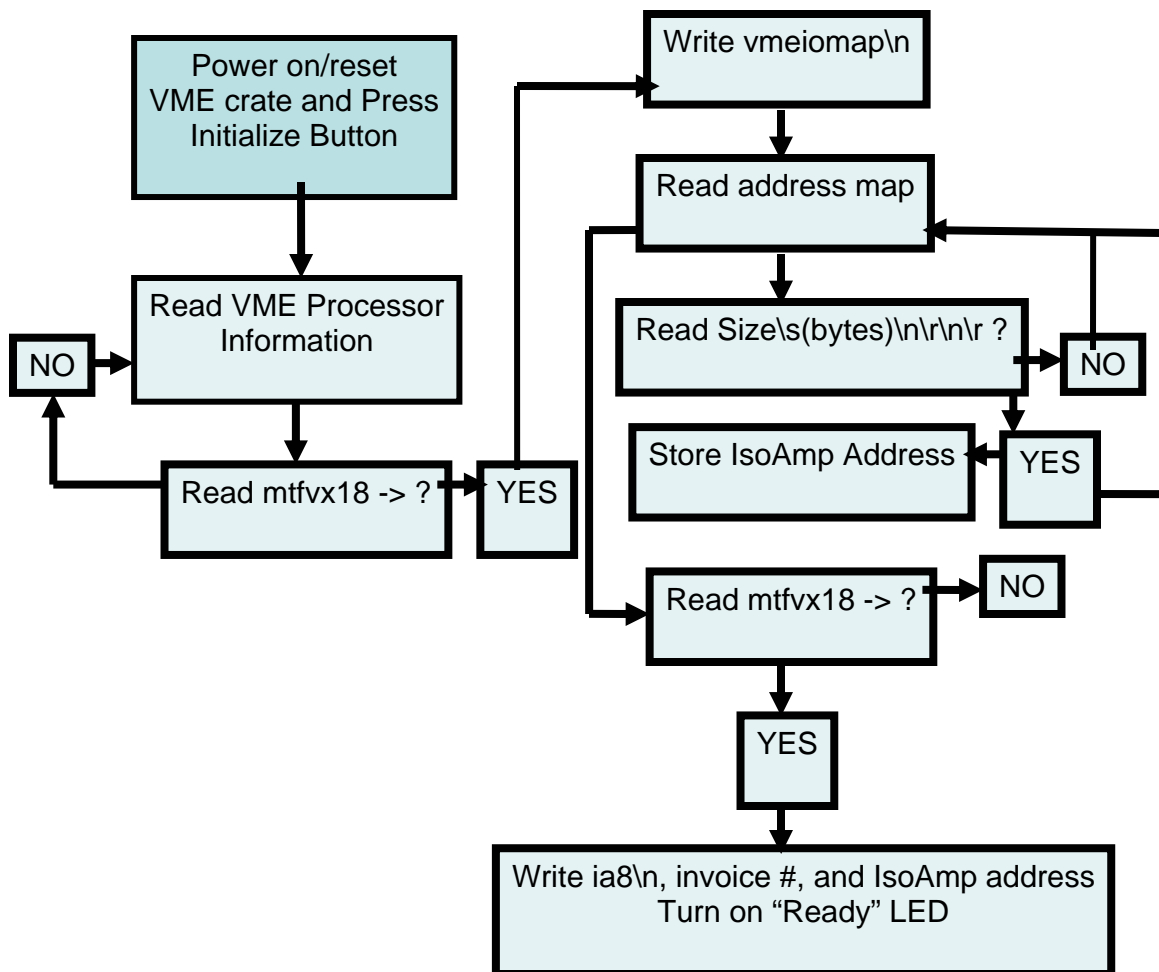 Power on/reset
VME crate and Press
Initialize Button
Read VME Processor
Information
NO
Read mtfvx18 -> ?
YES
Write vmeiomap\n
Read address map
Read Size\s(bytes)\n\r\n\r ?
NO
YES
Store IsoAmp Address
Read mtfvx18 -> ?
NO
YES
Write ia8\n, invoice #, and IsoAmp address
Turn on “Ready” LED